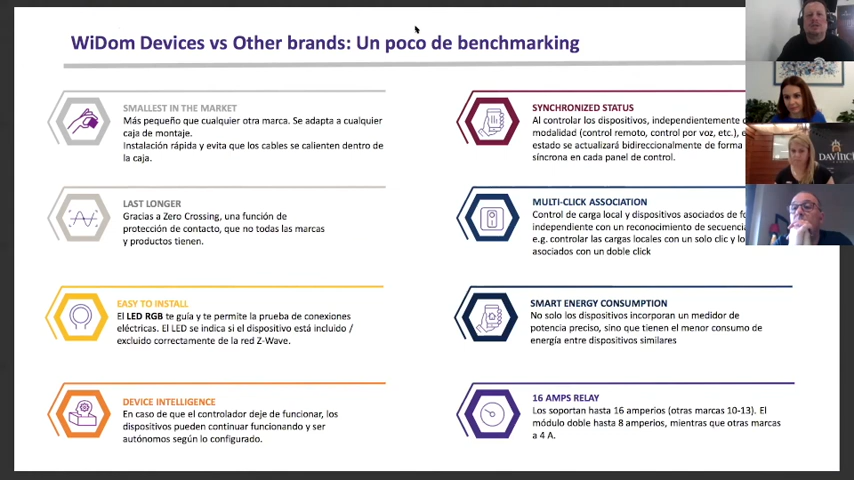 WiDom Devices vs Other brands: Un poco de benchmarking
SMALLEST IN THE MARKET
Más pequeño que cualquier otra marca. Se adapta a cualquier
caja de montaje.
Instalación rápida y evita que los cables se calienten dentro de
la caja.
LAST LONGER
Gracias a Zero Crossing, una función de
protección de contacto, que no todas las marcas
y productos tienen.
EASY TO INSTALL
El LED RGB te guía y te permite la prueba de conexiones
eléctricas. El LED se indica si el dispositivo está incluido /
excluido correctamente de la red Z-Wave.
DEVICE INTELLIGENCE
En caso de que el controlador deje de funcionar, los
dispositivos pueden continuar funcionando y ser
autónomos según lo configurado.
SYNCHRONIZED STATUS
Al controlar los dispositivos, independientemente d
modalidad (control remoto, control por voz, etc.), e
estado se actualizará bidireccionalmente de forma
síncrona en cada panel de control.
MULTI-CLICK ASSOCIATION
Control de carga local y dispositivos asociados de fo
independiente con un reconocimiento de secuencia
e.g. controlar las cargas locales con un solo clic y lo
asociados con un doble click
SMART ENERGY CONSUMPTION
No solo los dispositivos incorporan un medidor de
potencia preciso, sino que tienen el menor consumo de
energía entre dispositivos similares
16 AMPS RELAY
Los soportan hasta 16 amperios (otras marcas 10-13). El
módulo doble hasta 8 amperios, mientras que otras marcas
a 4 A.
DAVINC